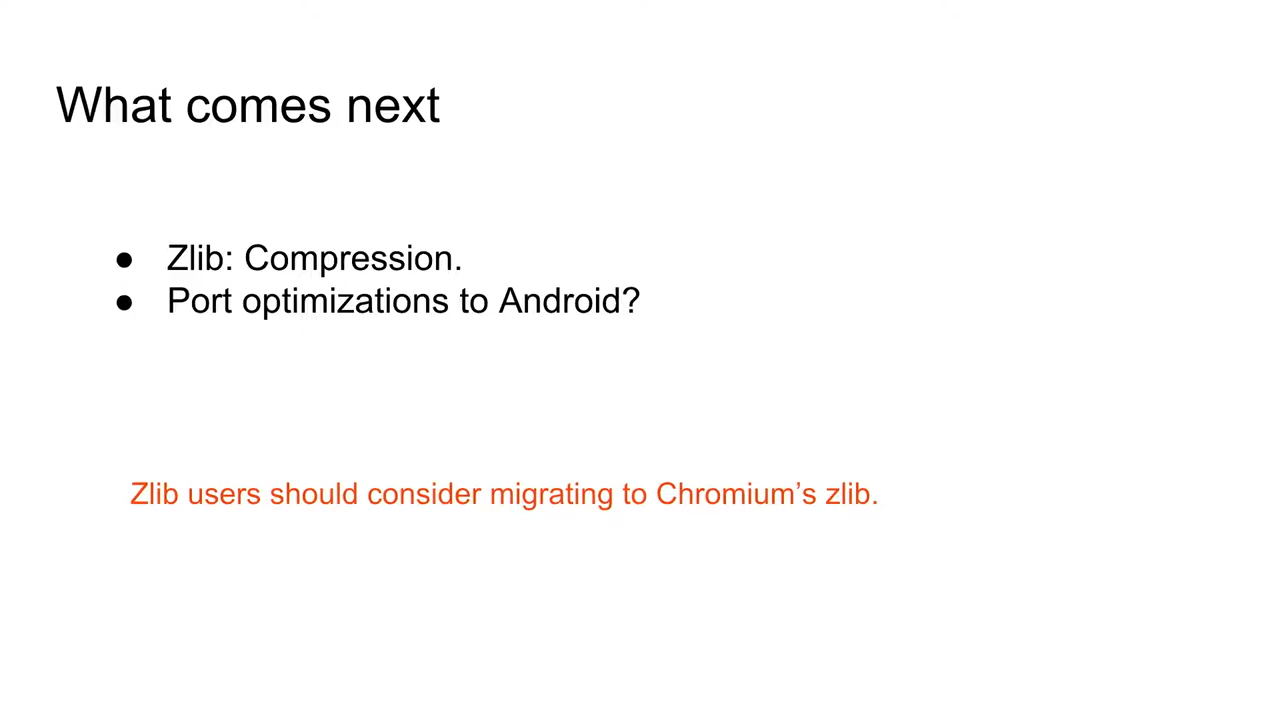 What comes next
● Zlib: Compression.
● Port optimizations to Android?
Zlib users should consider migrating to Chromium’s zlib.